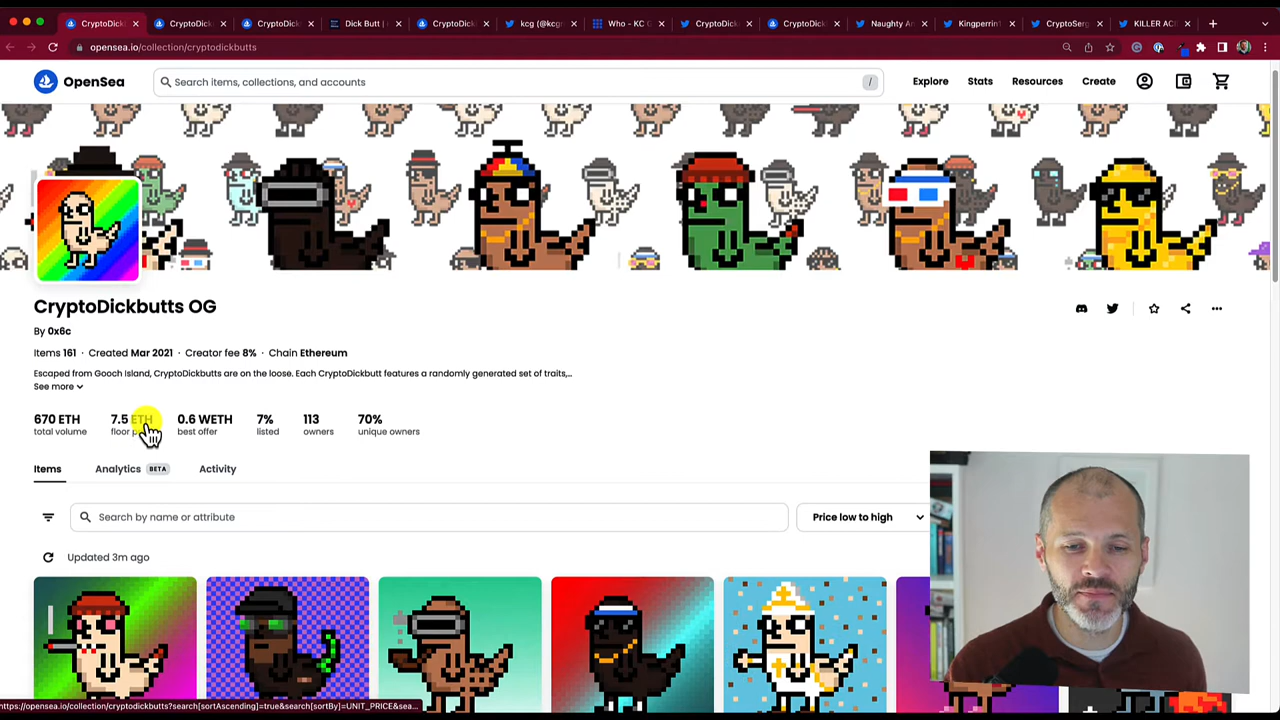 CryptoDick
CryptoDick
CryptoDick
Dick Butt |
CryptoDick
kcg (@kcg
Who - KC G
CryptoDick
CryptoDick
Naughty An
Kingperrin1
CryptoSerg
KILLER AC
opensea.io/collection/cryptodickbutts
OpenSea
Search items, collections, and accounts
/
Explore
Stats
Resources
Create
CryptoDickbutts OG
By 0x6c
Items 161 · Created Mar 2021 · Creator fee 8% · Chain Ethereum
Escaped from Gooch Island, CryptoDickbutts are on the loose. Each CryptoDickbutt features a randomly generated set of traits,...
See more
670 ETH 7.5 ETH 0.6 WETH 7% 113 70%
total volume floor best offer listed owners unique owners
Items Analytics BETA Activity
Search by name or attribute
Price low to high
Updated 3m ago
https://opensea.io/collection/cryptodickbutts?search[sortAscending]=true&search[sortBy]=UNIT_PRICE&sea...